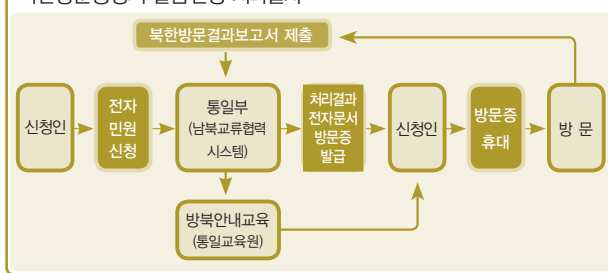 북한방문결과보고서 제출
신청인
전자
민원
신청
통일부
(남북교류협력
시스템)
처리결과
전자문서
방문증
발급
신청인
방문증
휴대
방 문
방북안내교육
(통일교육원)